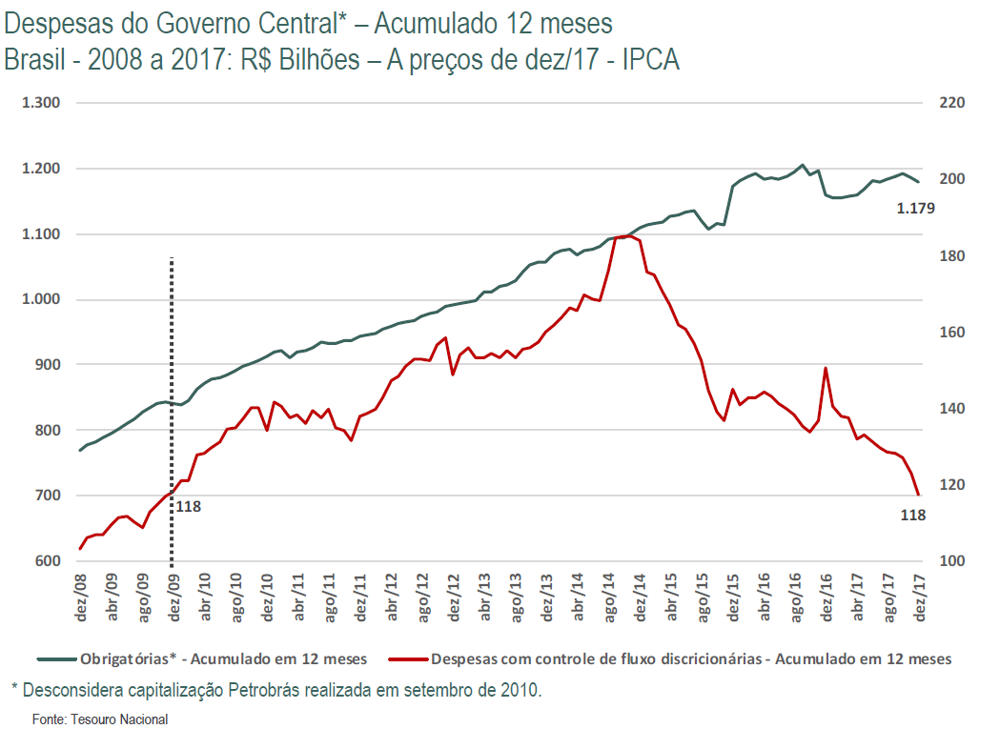 Despesas do Governo Central* – Acumulado 12 meses
Brasil - 2008 a 2017: R$ Bilhões – A preços de dez/17 - IPCA
1.300
220
1.200
200
1.179
1.100
180
1.000
160
900
140
800
120
700
118
118
600
100
dez/08
abr/09
ago/09
dez/09
abr/10
ago/10
dez/10
abr/11
ago/11
dez/11
abr/12
ago/12
dez/12
abr/13
ago/13
dez/13
abr/14
ago/14
dez/14
abr/15
ago/15
dez/15
abr/16
ago/16
dez/16
abr/17
ago/17
dez/17
Obrigatórias* - Acumulado em 12 meses
Despesas com controle de fluxo discricionárias - Acumulado em 12 meses
* Desconsidera capitalização Petrobrás realizada em setembro de 2010.
Fonte: Tesouro Nacional